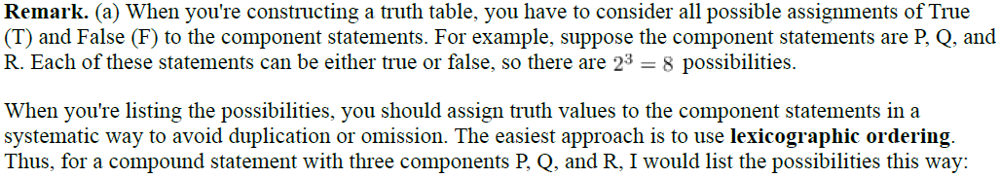 Remark. (a) When you're constructing a truth table, you have to consider all possible assignments of True
(T) and False (F) to the component statements. For example, suppose the component statements are P, Q, and
R. Each of these statements can be either true or false, so there are 2³ = 8 possibilities.
When you're listing the possibilities, you should assign truth values to the component statements in a
systematic way to avoid duplication or omission. The easiest approach is to use lexicographic ordering.
Thus, for a compound statement with three components P, Q, and R, I would list the possibilities this way: